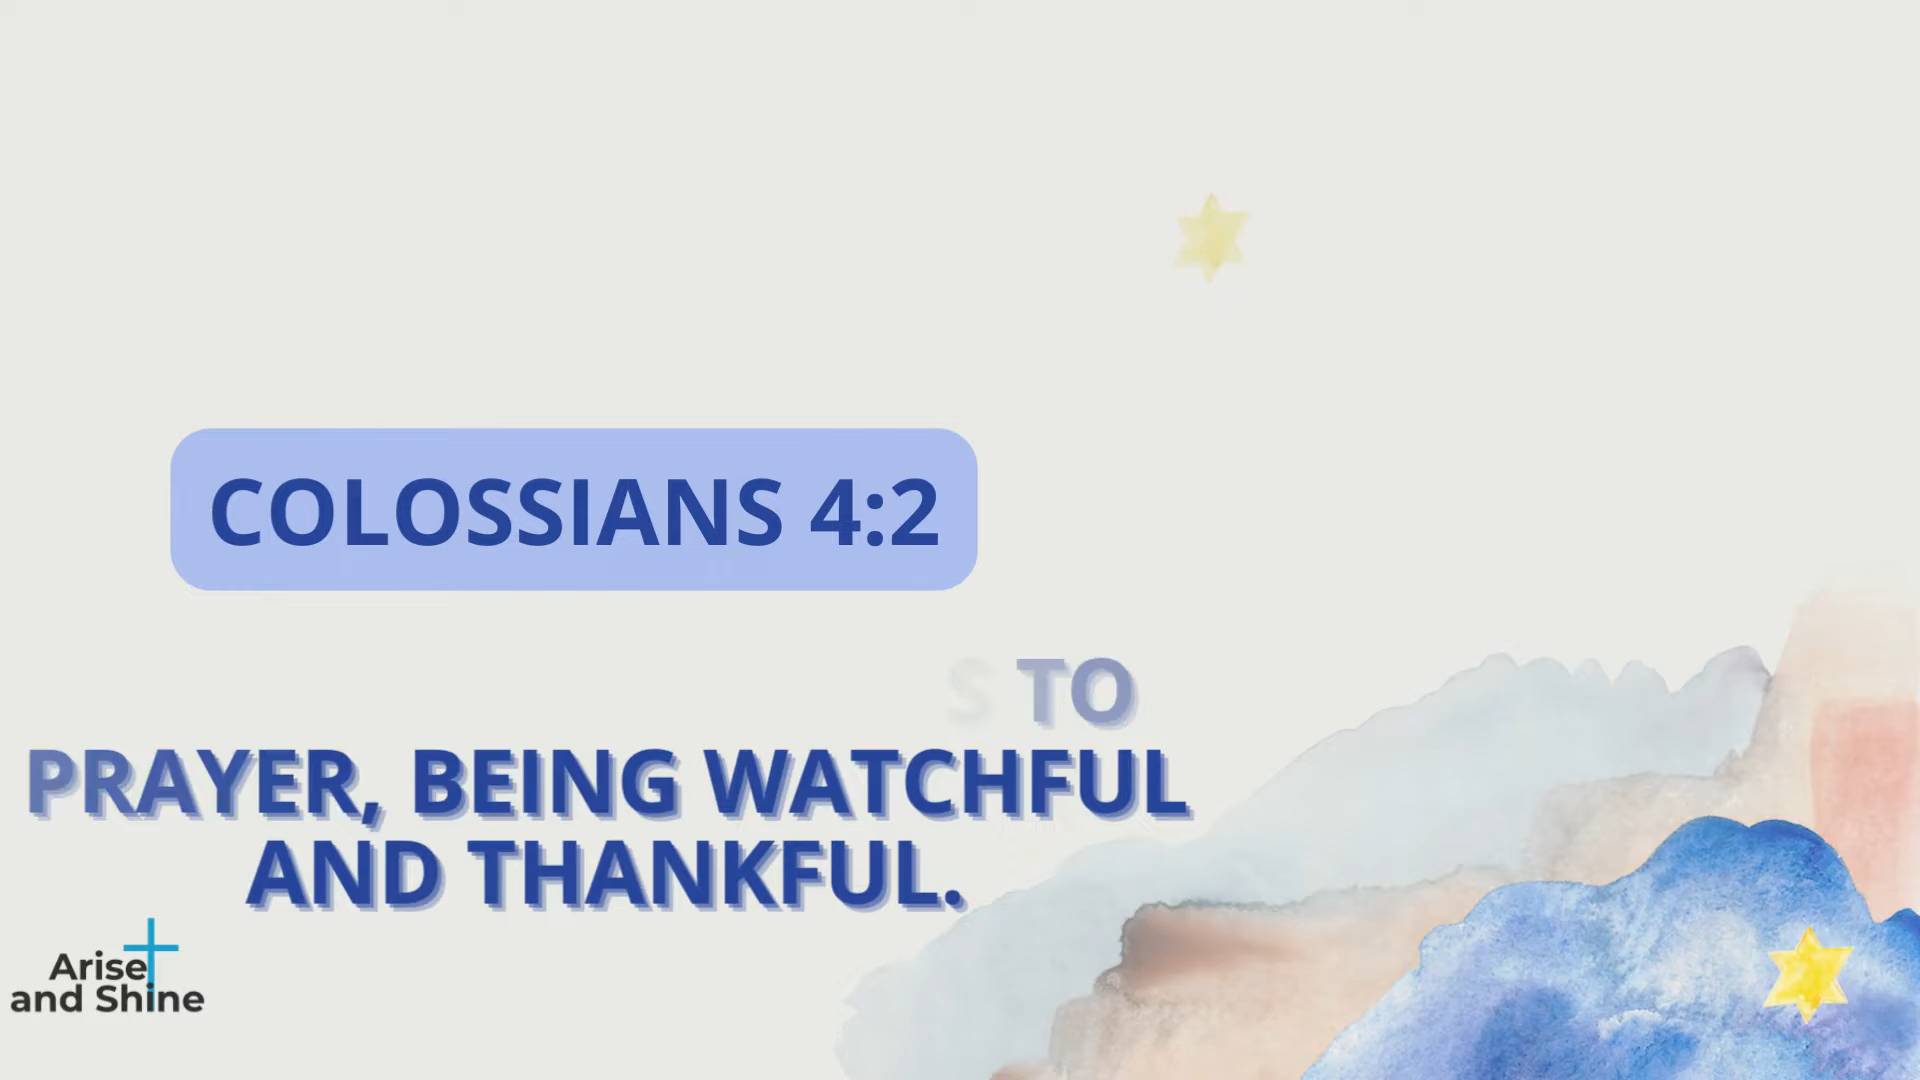 COLOSSIANS 4:2
TO
PRAYER, BEING WATCHFUL
AND THANKFUL.
Arise
and Shine